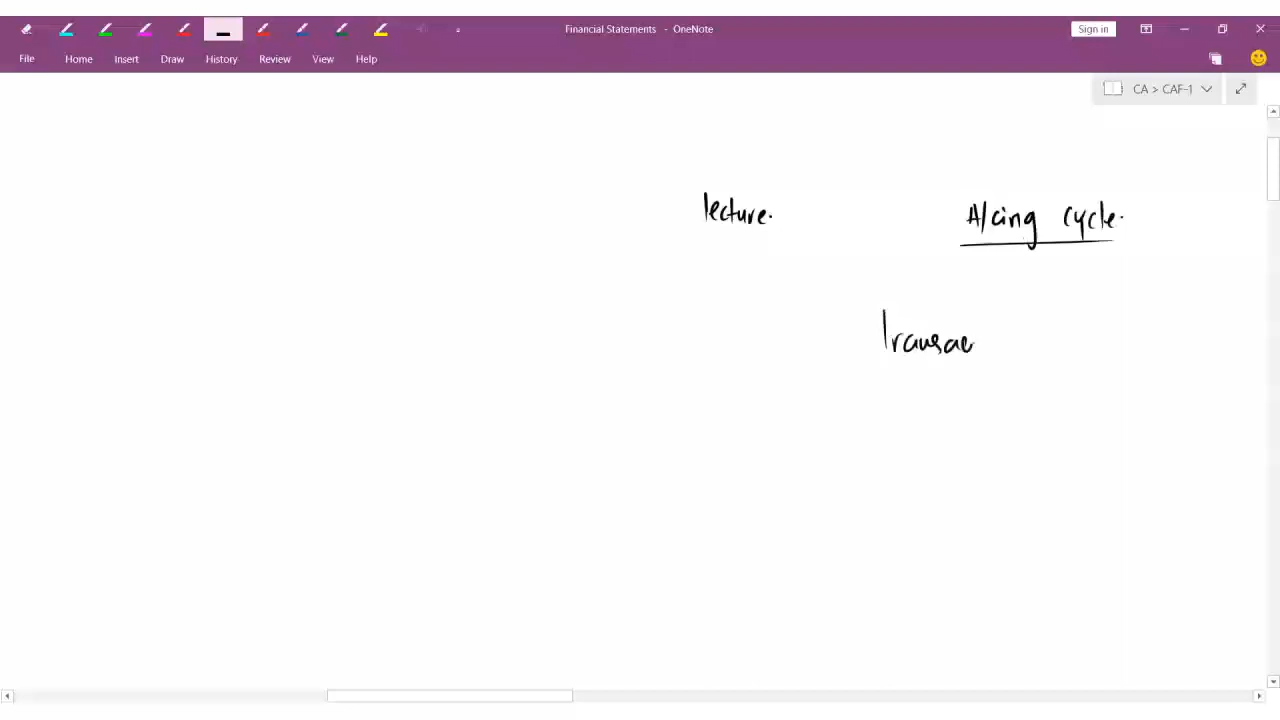 Financial Statements - OneNote
Sign in
File Home Insert Draw History Review View Help
CA > CAF-1
lecture. A/cing cycle.
Transac